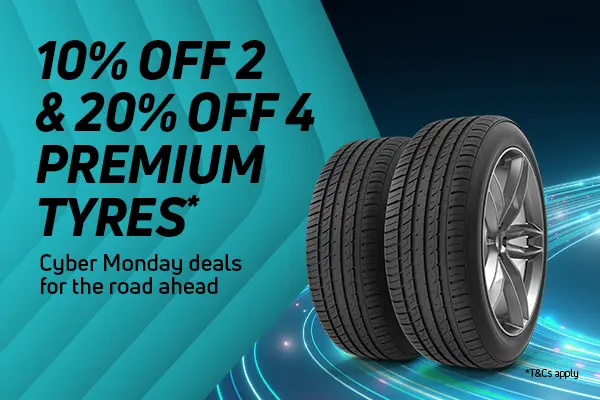 10% OFF 2
& 20% OFF 4
PREMIUM
TYRES*
Cyber Monday deals
for the road ahead
*T&Cs apply